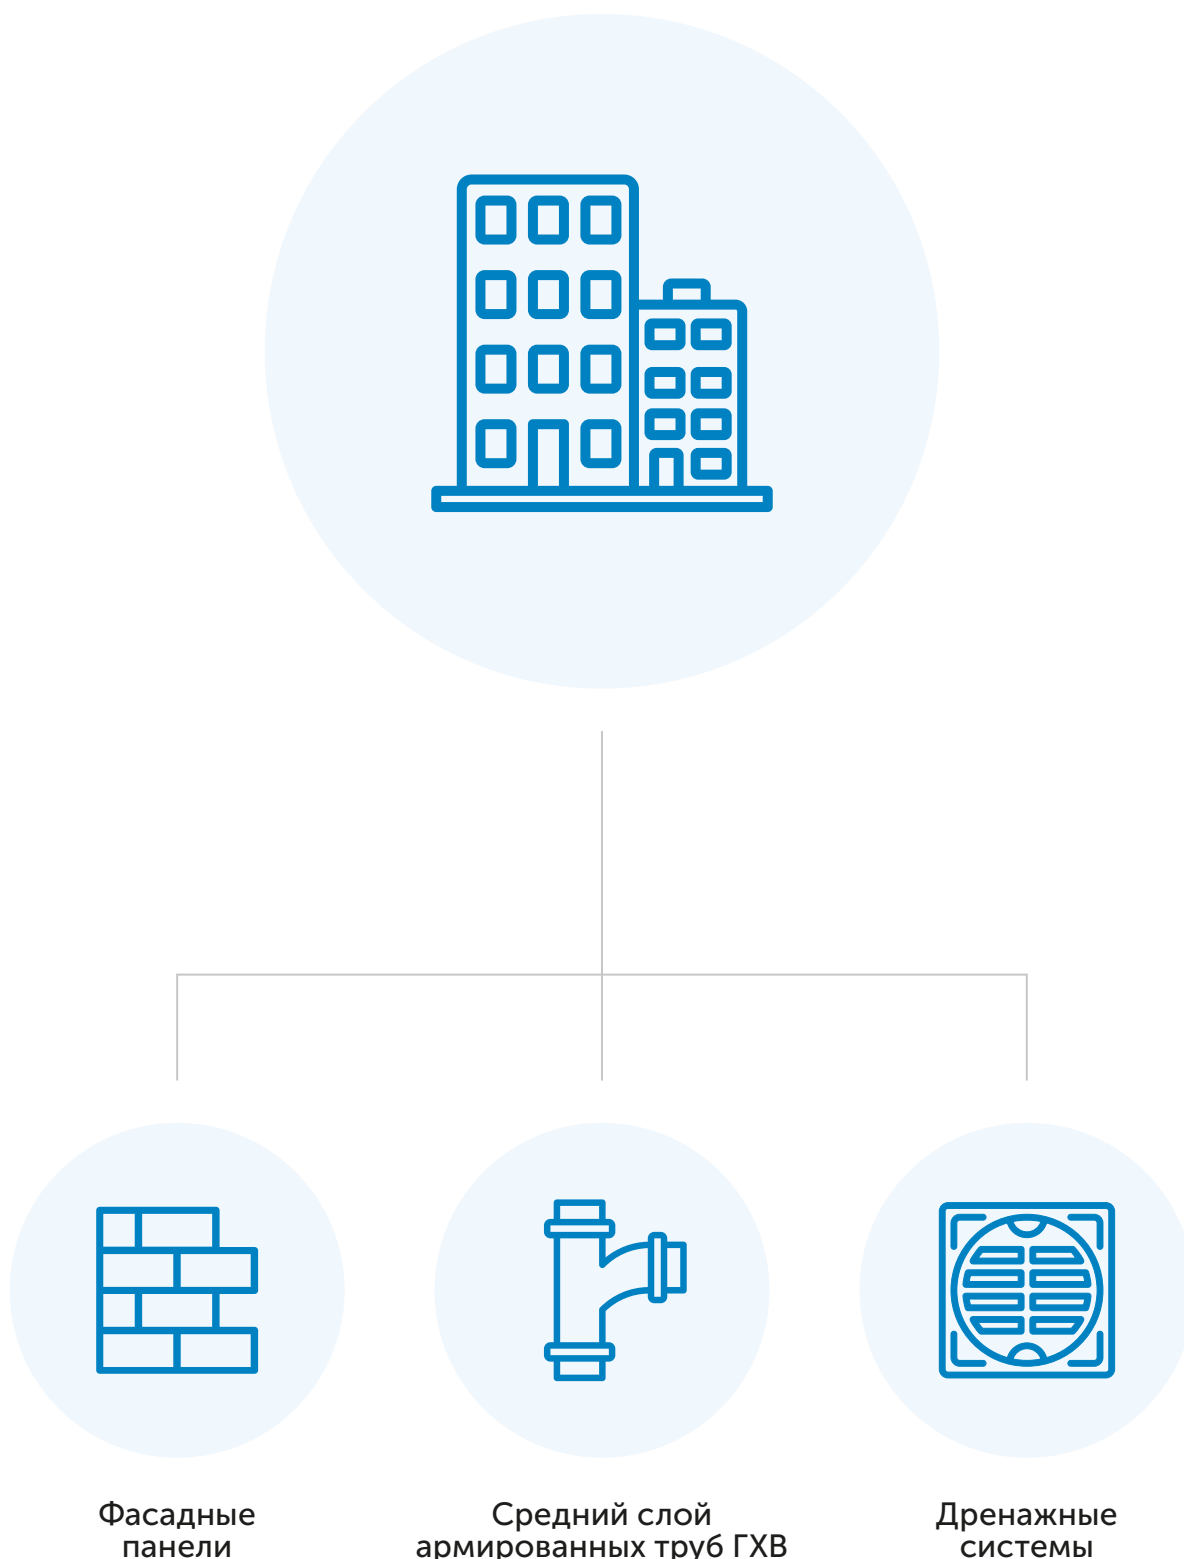 Фасадные
панели
Средний слой
армированных труб ГХВ
Дренажные
системы